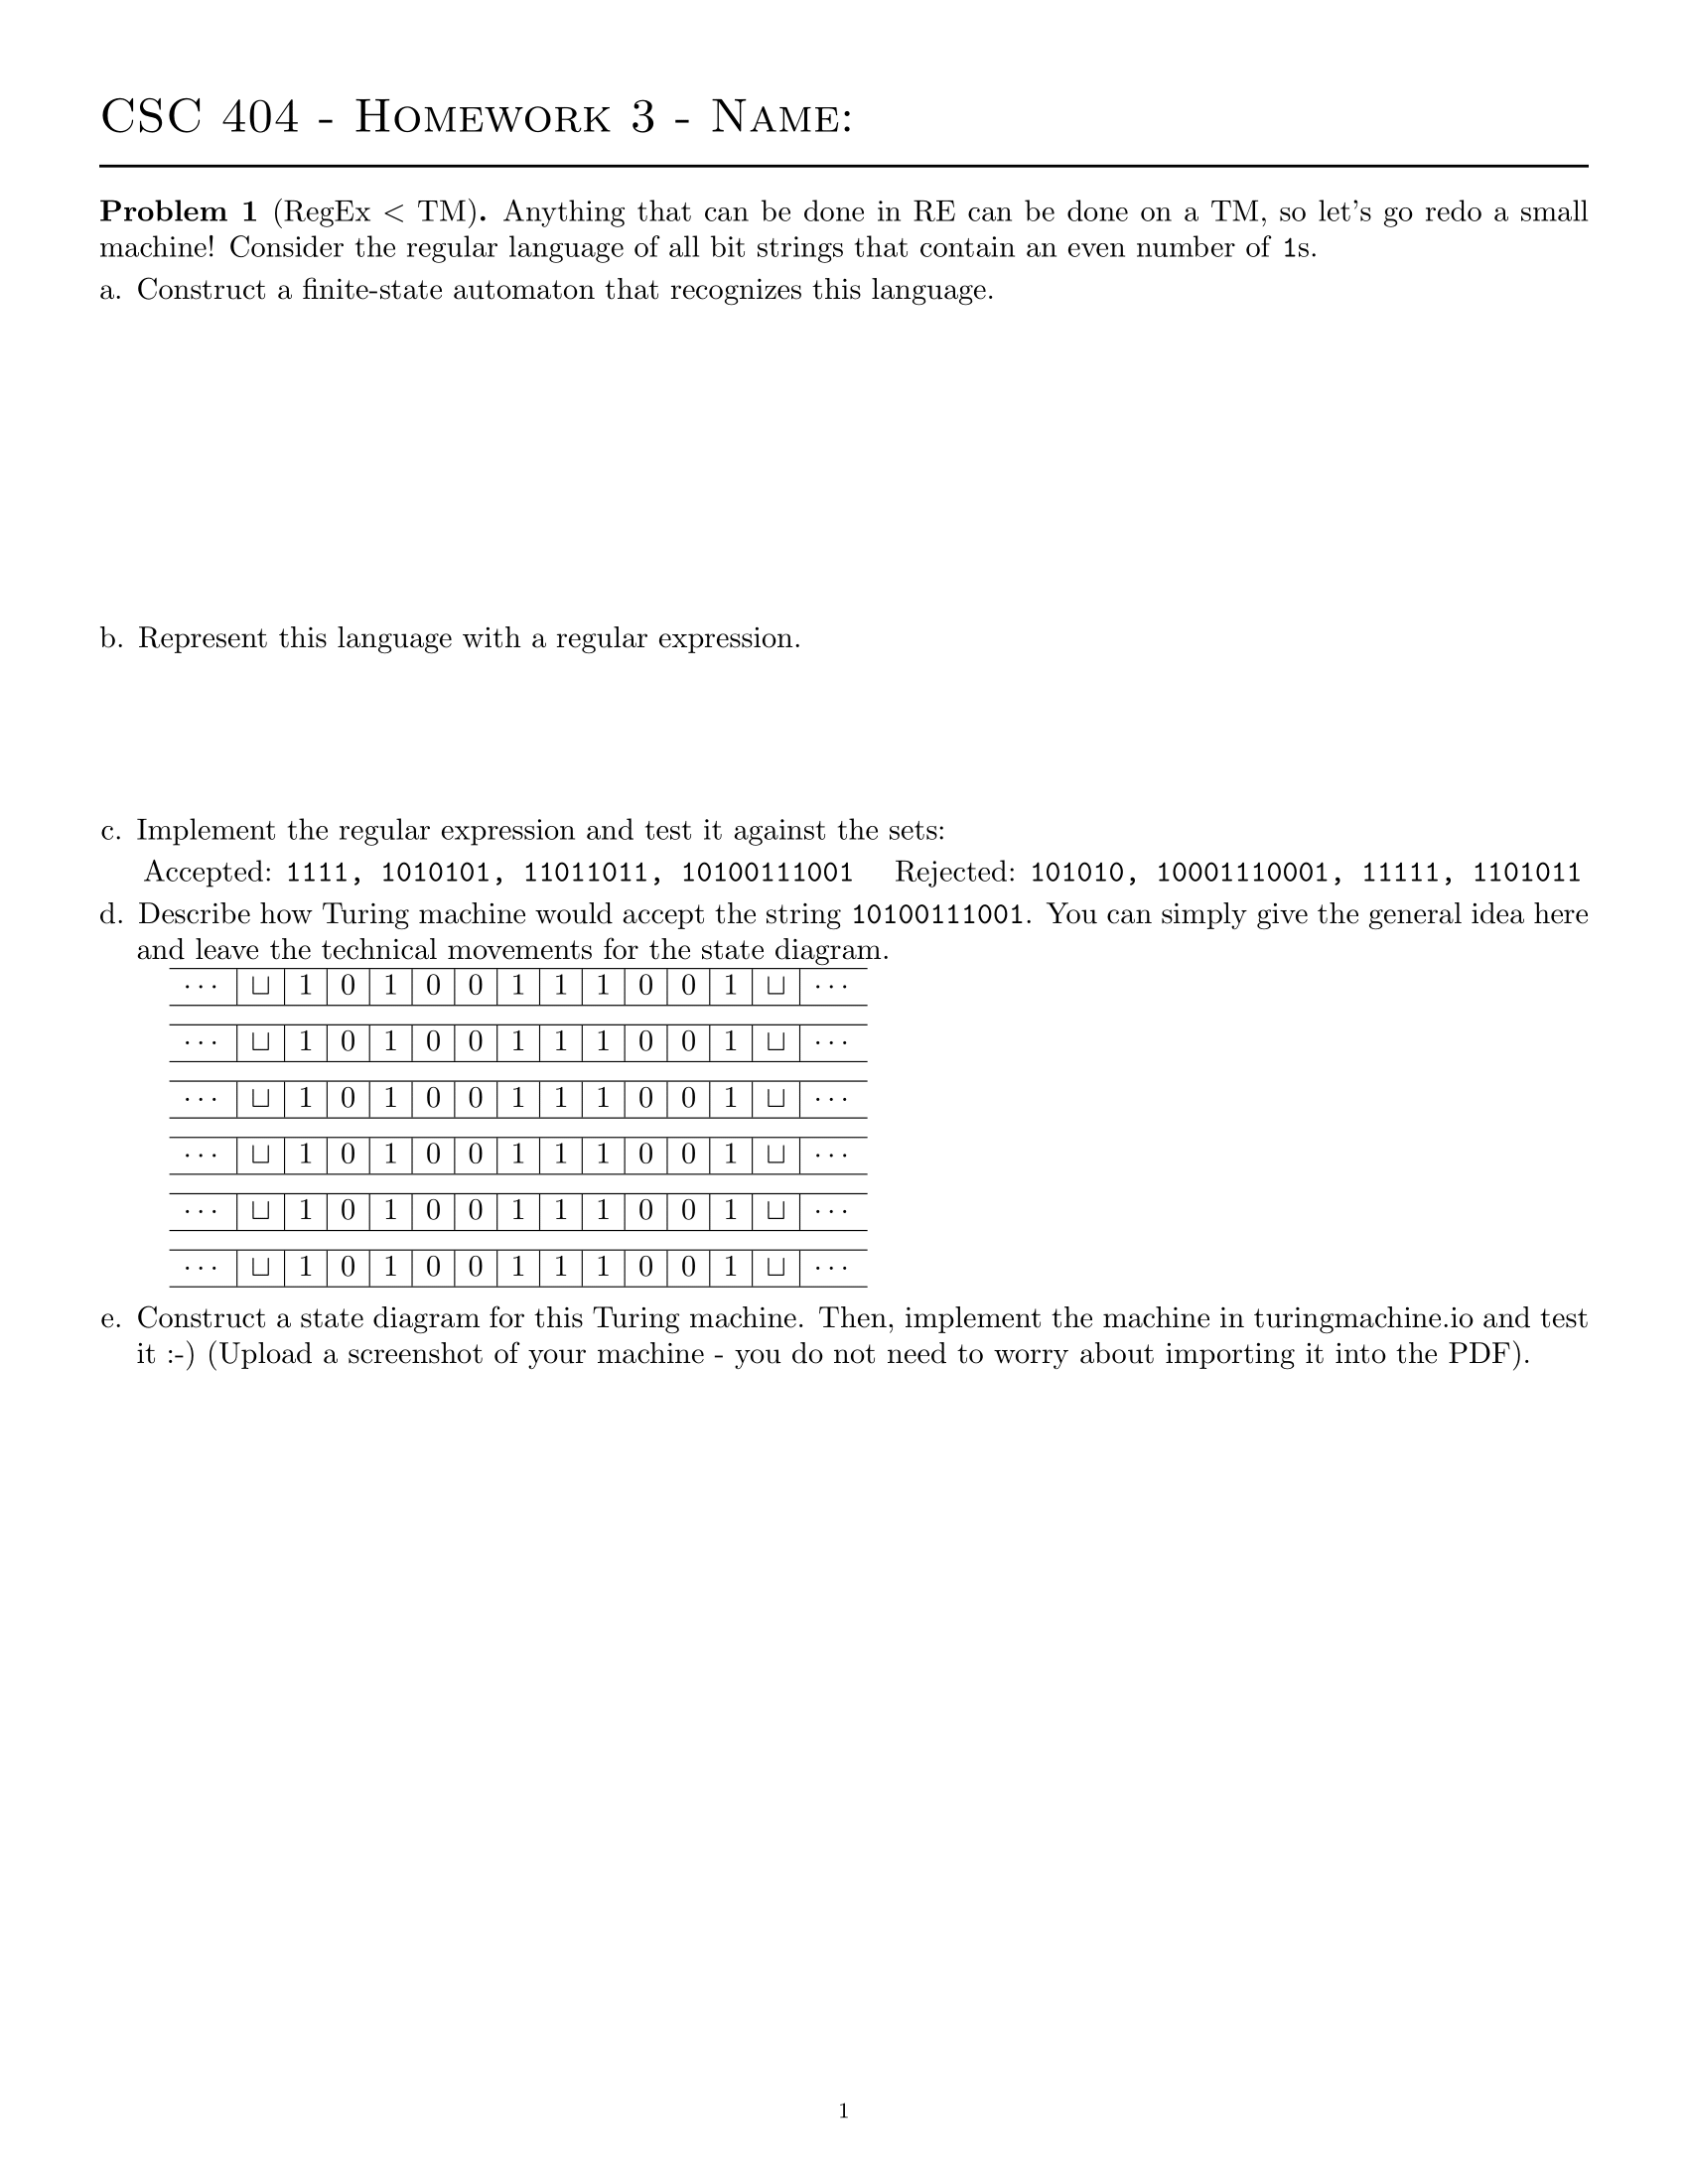 CSC 404 - Homework 3 - Name:
Problem 1 (RegEx < TM). Anything that can be done in RE can be done on a TM, so let's go redo a small
machine! Consider the regular language of all bit strings that contain an even number of 1s.
a. Construct a finite-state automaton that recognizes this language.
b. Represent this language with a regular expression.
c. Implement the regular expression and test it against the sets:
Accepted: 1111, 1010101, 11011011, 10100111001 Rejected: 101010, 10001110001, 11111, 1101011
d. Describe how Turing machine would accept the string 10100111001. You can simply give the general idea here
and leave the technical movements for the state diagram.
··· ⊔ 1 0 1 0 0 1 1 1 0 0 1 ⊔ ···
··· ⊔ 1 0 1 0 0 1 1 1 0 0 1 ⊔ ···
··· ⊔ 1 0 1 0 0 1 1 1 0 0 1 ⊔ ···
··· ⊔ 1 0 1 0 0 1 1 1 0 0 1 ⊔ ···
··· ⊔ 1 0 1 0 0 1 1 1 0 0 1 ⊔ ···
··· ⊔ 1 0 1 0 0 1 1 1 0 0 1 ⊔ ···
e. Construct a state diagram for this Turing machine. Then, implement the machine in turingmachine.io and test
it :-) (Upload a screenshot of your machine - you do not need to worry about importing it into the PDF).
1